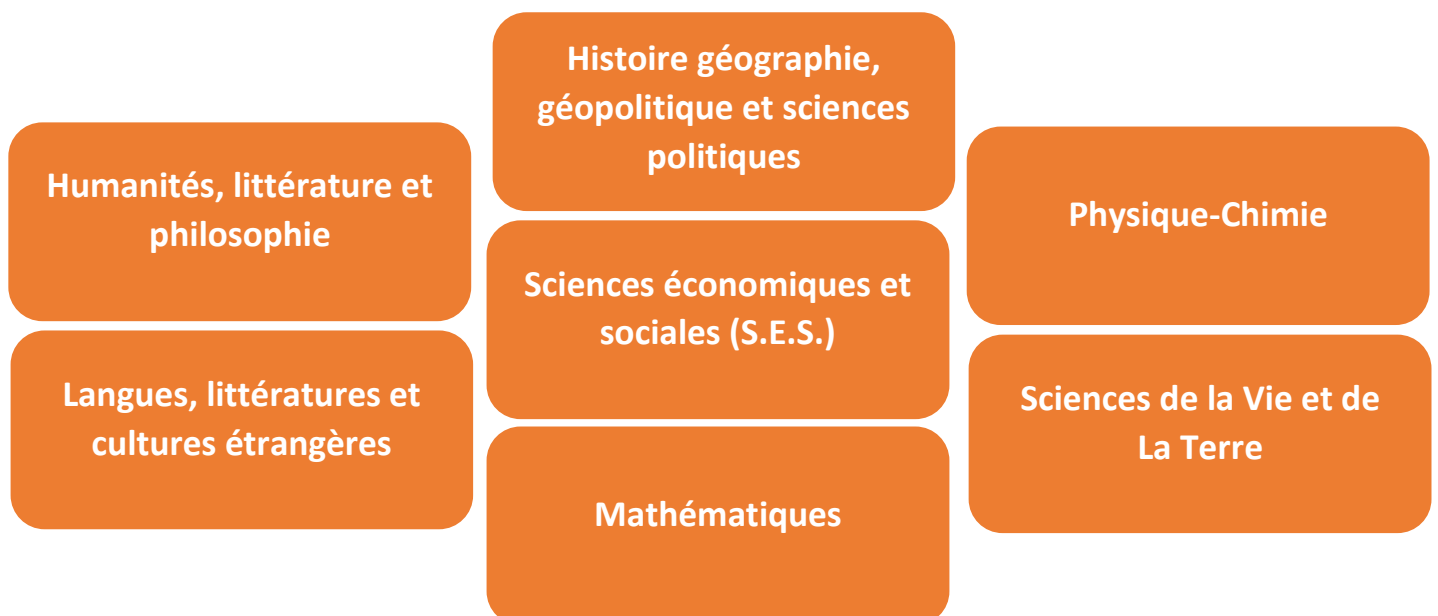 Humanités, littérature et
philosophie
Langues, littératures et
cultures étrangères
Histoire géographie,
géopolitique et sciences
politiques
Sciences économiques et
sociales (S.E.S.)
Mathématiques
Physique-Chimie
Sciences de la Vie et de
La Terre